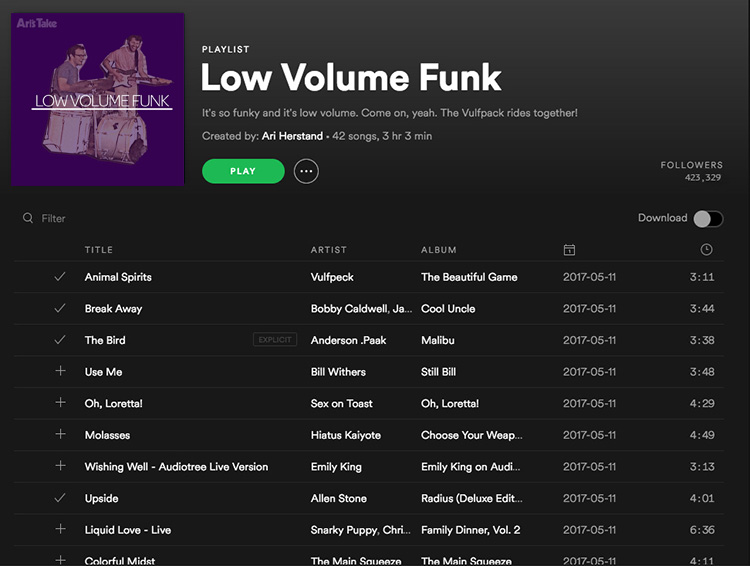 Ari's Take
LOW VOLUME FUNK
PLAYLIST
Low Volume Funk
It's so funky and it's low volume. Come on, yeah. The Vulfpack rides together!
Created by: Ari Herstand • 42 songs, 3 hr 3 min
PLAY
FOLLOWERS
423,329
Filter
Download
TITLE ARTIST ALBUM
Animal Spirits Vulfpeck The Beautiful Game 2017-05-11 3:11
Break Away Bobby Caldwell, Ja... Cool Uncle 2017-05-11 3:44
The Bird EXPLICIT Anderson .Paak Malibu 2017-05-11 3:38
Use Me Bill Withers Still Bill 2017-05-11 3:48
Oh, Loretta! Sex on Toast Oh, Loretta! 2017-05-11 4:29
Molasses Hiatus Kaiyote Choose Your Weap... 2017-05-11 4:49
Wishing Well - Audiotree Live Version Emily King Emily King on Audi... 2017-05-11 3:13
Upside Allen Stone Radius (Deluxe Edit... 2017-05-11 4:01
Liquid Love - Live Snarky Puppy, Chri... Family Dinner, Vol. 2 2017-05-11 6:36
Colorful Midst The Main Squeeze The Main Squeeze 2017-05-11 4:11